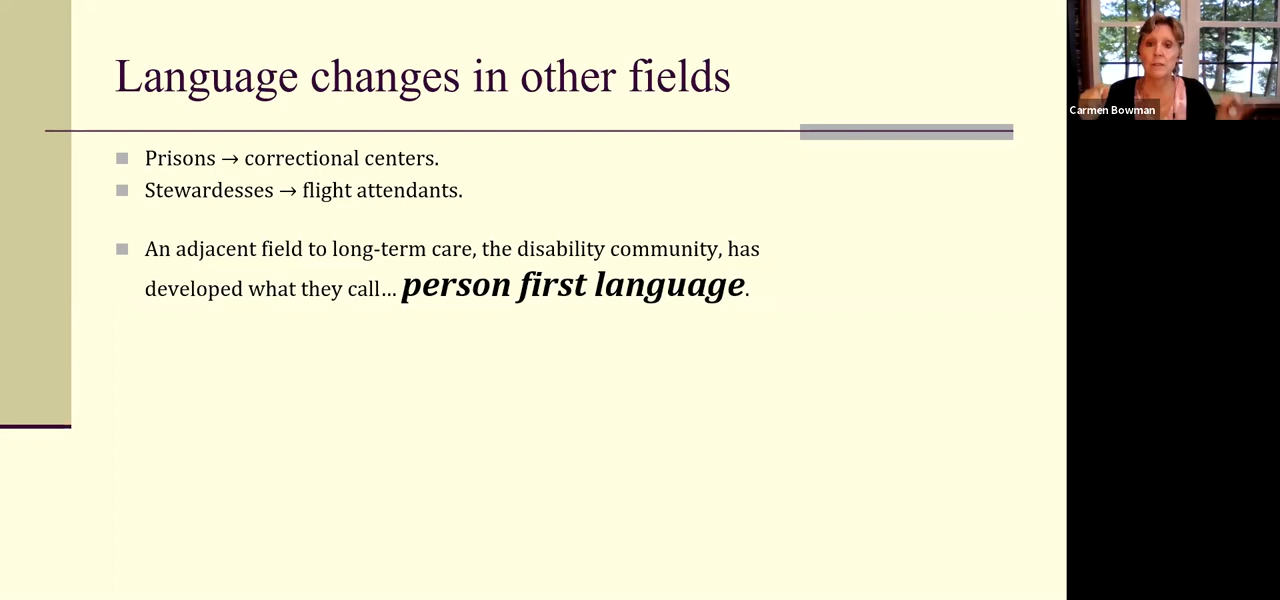 Language changes in other fields
Prisons → correctional centers.
Stewardesses → flight attendants.
An adjacent field to long-term care, the disability community, has
developed what they call… person first language.
Carmen Bowman